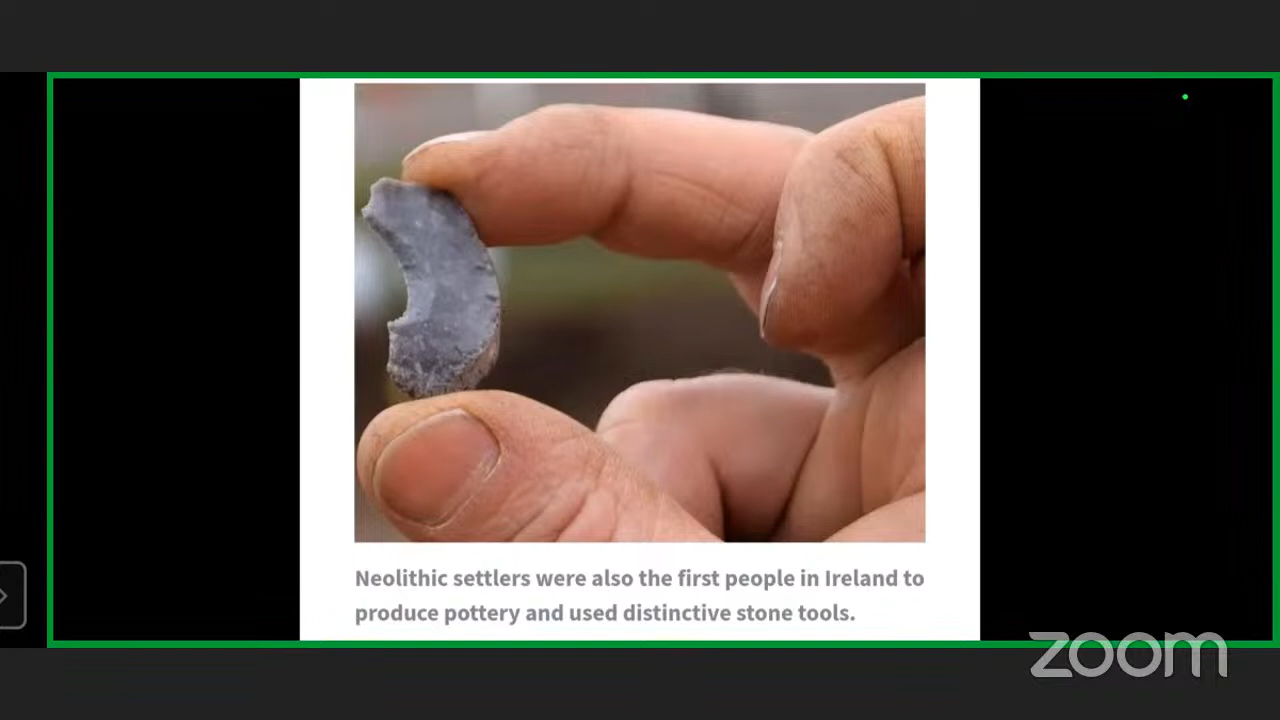 Neolithic settlers were also the first people in Ireland to
produce pottery and used distinctive stone tools.
zoom